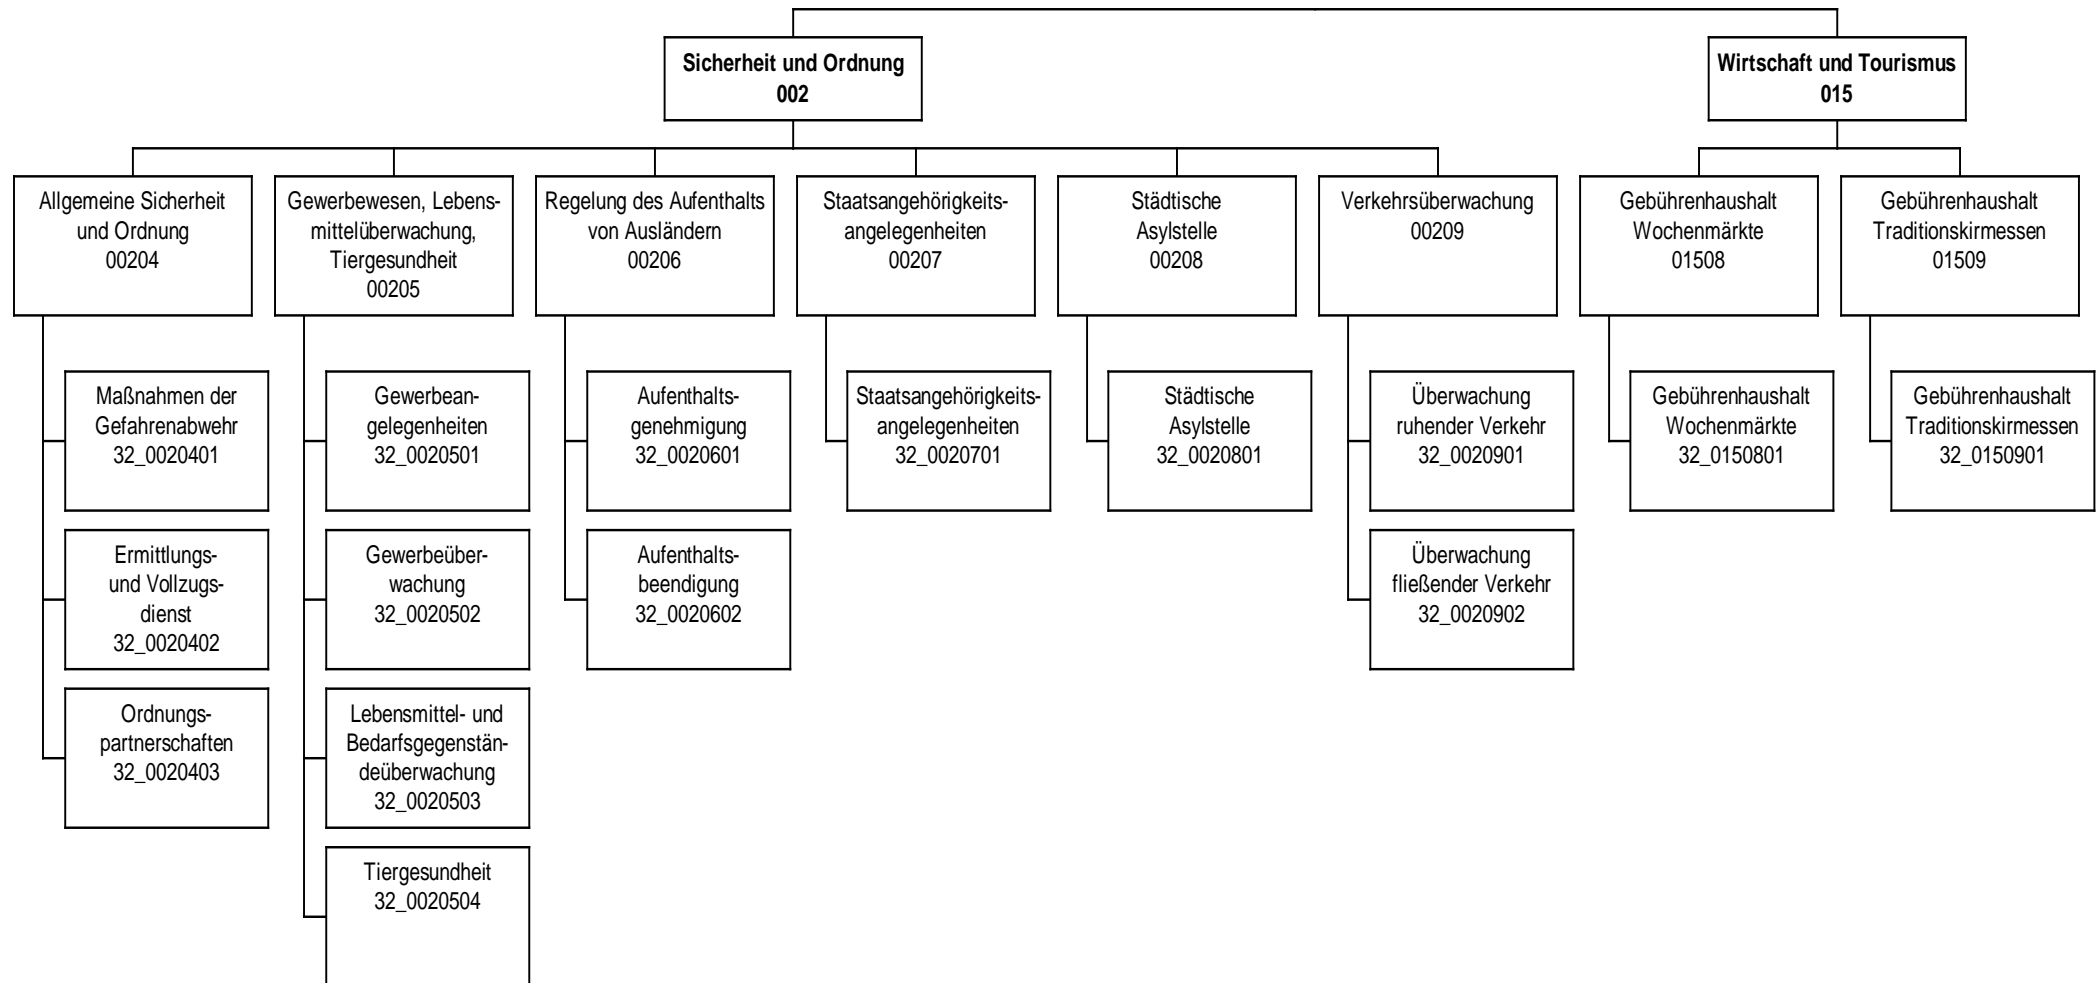 Sicherheit und Ordnung
002
Wirtschaft und Tourismus
015
Allgemeine Sicherheit
und Ordnung
00204
Gewerbewesen, Lebens-
mittelüberwachung,
Tiergesundheit
00205
Regelung des Aufenthalts
von Ausländern
00206
Staatsangehörigkeits-
angelegenheiten
00207
Städtische
Asylstelle
00208
Verkehrsüberwachung
00209
Gebührenhaushalt
Wochenmärkte
01508
Gebührenhaushalt
Traditionskirmessen
01509
Maßnahmen der
Gefahrenabwehr
32_0020401
Gewerbean-
gelegenheiten
32_0020501
Aufenthalts-
genehmigung
32_0020601
Staatsangehörigkeits-
angelegenheiten
32_0020701
Städtische
Asylstelle
32_0020801
Überwachung
ruhender Verkehr
32_0020901
Gebührenhaushalt
Wochenmärkte
32_0150801
Gebührenhaushalt
Traditionskirmessen
32_0150901
Ermittlungs-
und Vollzugs-
dienst
32_0020402
Gewerbeüber-
wachung
32_0020502
Aufenthalts-
beendigung
32_0020602
Überwachung
fließender Verkehr
32_0020902
Ordnungs-
partnerschaften
32_0020403
Lebensmittel- und
Bedarfsgegenstän-
deüberwachung
32_0020503
Tiergesundheit
32_0020504